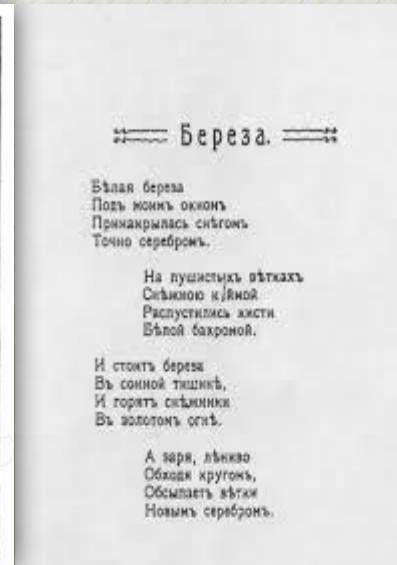 Береза.
Бѣлая береза
Подъ моимъ окномъ
Принакрылась снѣгомъ
Точно серебромъ.
На пушистыхъ вѣткахъ
Снѣжною каймой
Распустились кисти
Бѣлой бахромой.
И стоитъ береза
Въ сонной тишинѣ,
И горятъ снѣжинки
Въ золотомъ огнѣ.
А заря, лѣниво
Обходя кругомъ,
Обсыпаетъ вѣтки
Новымъ серебромъ.